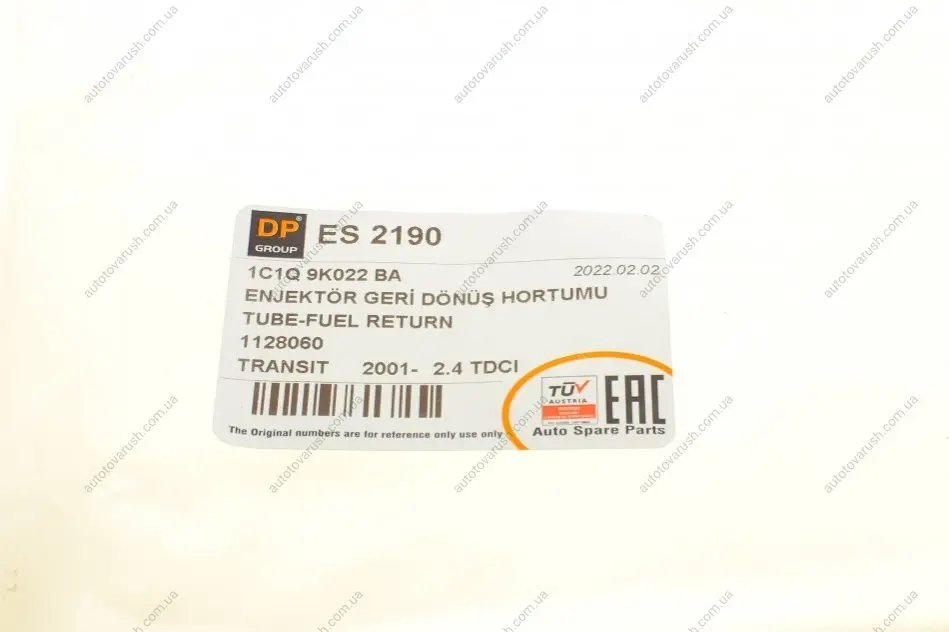 DP® GROUP
ES 2190
1C1Q 9K022 BA
2022.02.02
ENJEKTÖR GERİ DÖNÜŞ HORTUMU
TUBE-FUEL RETURN
1128060
TRANSIT 2001- 2.4 TDCI
TÜV
AUSTRIA
EAC
The Original numbers are for reference only use only
Auto Spare Parts
autotovarush.com.ua